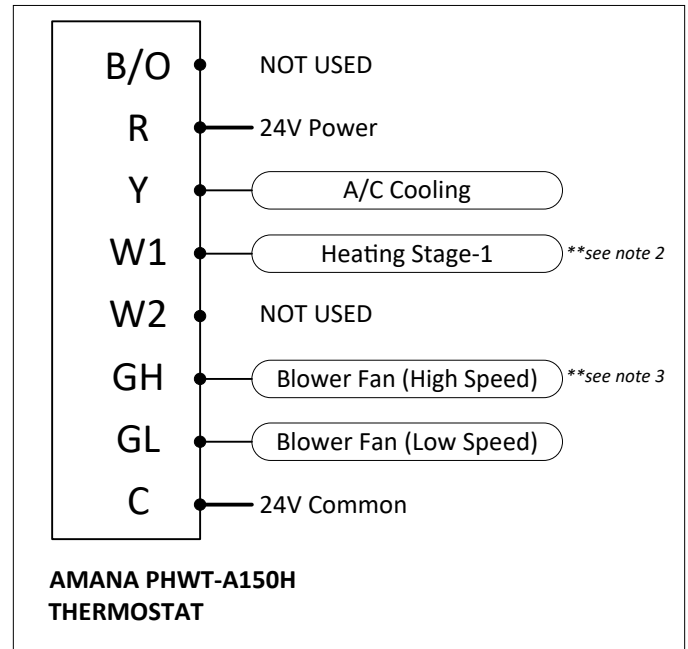 B/O NOT USED
R 24V Power
Y A/C Cooling
W1 Heating Stage-1 **see note 2
W2 NOT USED
GH Blower Fan (High Speed) **see note 3
GL Blower Fan (Low Speed)
C 24V Common
AMANA PHWT-A150H
THERMOSTAT